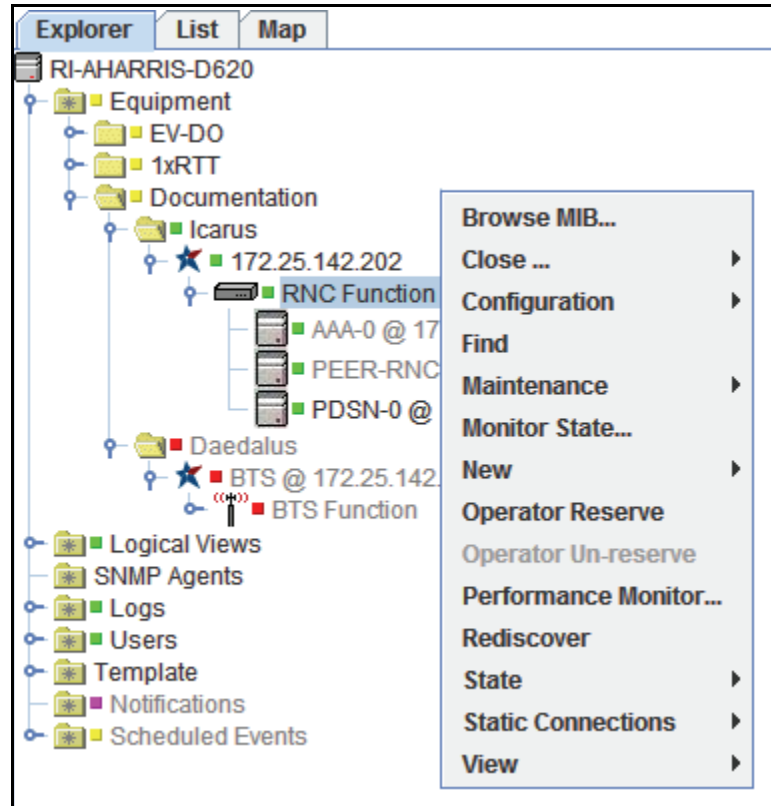 Explorer List Map
RI-AHARRIS-D620
Equipment
EV-DO
1xRTT
Documentation
Icarus
172.25.142.202
RNC Function
AAA-0 @ 17
PEER-RNC
PDSN-0 @
Daedalus
BTS @ 172.25.142.
BTS Function
Logical Views
SNMP Agents
Logs
Users
Template
Notifications
Scheduled Events
Browse MIB...
Close ...
Configuration
Find
Maintenance
Monitor State...
New
Operator Reserve
Operator Un-reserve
Performance Monitor...
Rediscover
State
Static Connections
View